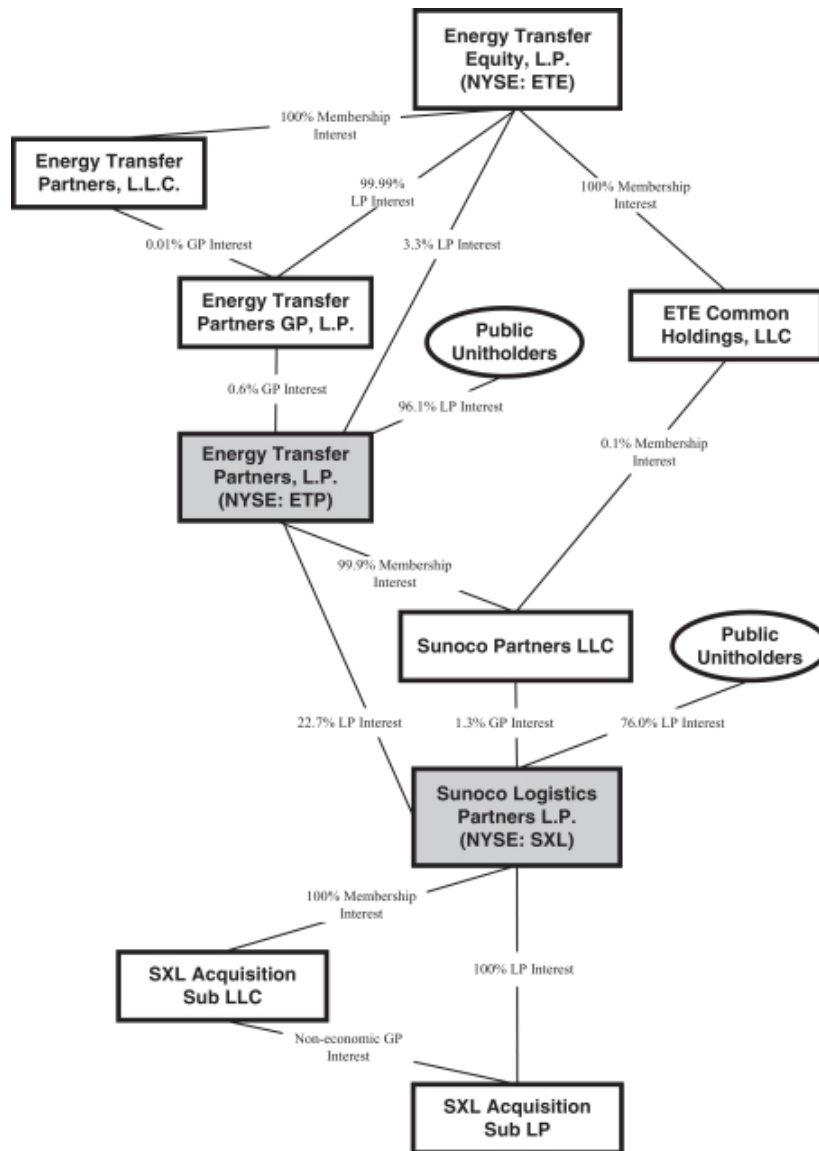 Energy Transfer
Equity, L.P.
(NYSE: ETE)
100% Membership
Interest
Energy Transfer
Partners, L.L.C.
99.99%
LP Interest
100% Membership
Interest
0.01% GP Interest
3.3% LP Interest
Energy Transfer
Partners GP, L.P.
Public
Unitholders
ETE Common
Holdings, LLC
0.6% GP Interest
96.1% LP Interest
Energy Transfer
Partners, L.P.
(NYSE: ETP)
0.1% Membership
Interest
99.9% Membership
Interest
Sunoco Partners LLC
Public
Unitholders
22.7% LP Interest
1.3% GP Interest
76.0% LP Interest
Sunoco Logistics
Partners L.P.
(NYSE: SXL)
100% Membership
Interest
SXL Acquisition
Sub LLC
100% LP Interest
Non-economic GP
Interest
SXL Acquisition
Sub LP